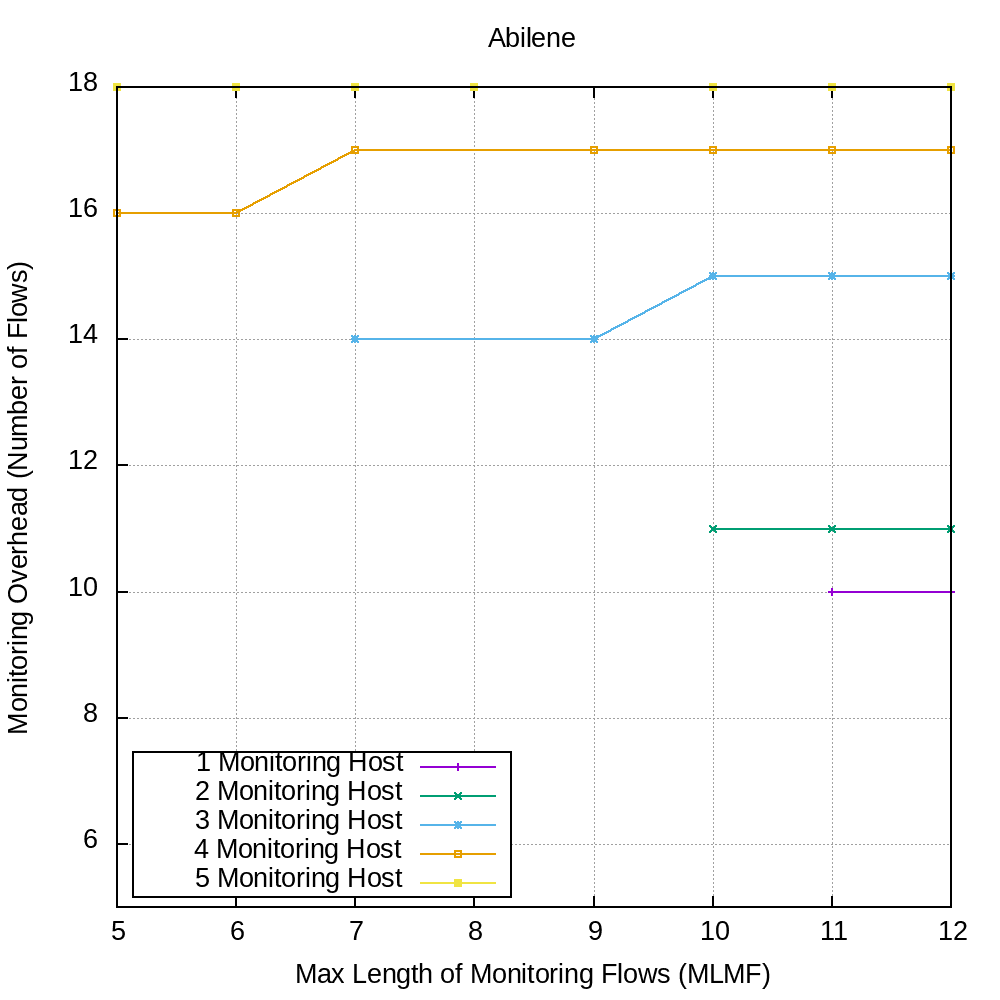 Abilene
18
16
14
12
10
8
6
Monitoring Overhead (Number of Flows)
1 Monitoring Host
2 Monitoring Host
3 Monitoring Host
4 Monitoring Host
5 Monitoring Host
5 6 7 8 9 10 11 12
Max Length of Monitoring Flows (MLMF)